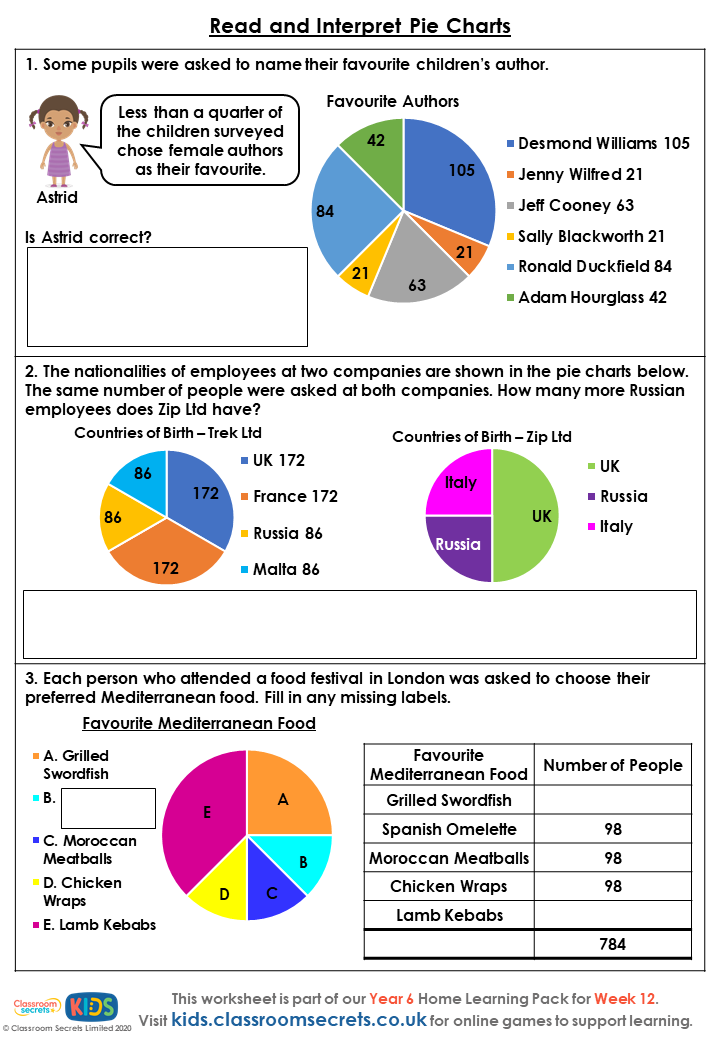 Read and Interpret Pie Charts
1. Some pupils were asked to name their favourite children's author.
Less than a quarter of
the children surveyed
chose female authors
as their favourite.
Astrid
Is Astrid correct?
Favourite Authors
105
21
63
21
84
42
Desmond Williams 105
Jenny Wilfred 21
Jeff Cooney 63
Sally Blackworth 21
Ronald Duckfield 84
Adam Hourglass 42
2. The nationalities of employees at two companies are shown in the pie charts below.
The same number of people were asked at both companies. How many more Russian
employees does Zip Ltd have?
Countries of Birth – Trek Ltd
172
172
86
86
UK 172
France 172
Russia 86
Malta 86
Countries of Birth – Zip Ltd
UK
Russia
Italy
UK
Russia
Italy
3. Each person who attended a food festival in London was asked to choose their
preferred Mediterranean food. Fill in any missing labels.
Favourite Mediterranean Food
A. Grilled
Swordfish
B.
C. Moroccan
Meatballs
D. Chicken
Wraps
E. Lamb Kebabs
A
B
C
D
E
Favourite
Mediterranean Food
Number of People
Grilled Swordfish
Spanish Omelette 98
Moroccan Meatballs 98
Chicken Wraps 98
Lamb Kebabs
784
Classroom
Secrets
KIDS
© Classroom Secrets Limited 2020
This worksheet is part of our Year 6 Home Learning Pack for Week 12.
Visit kids.classroomsecrets.co.uk for online games to support learning.